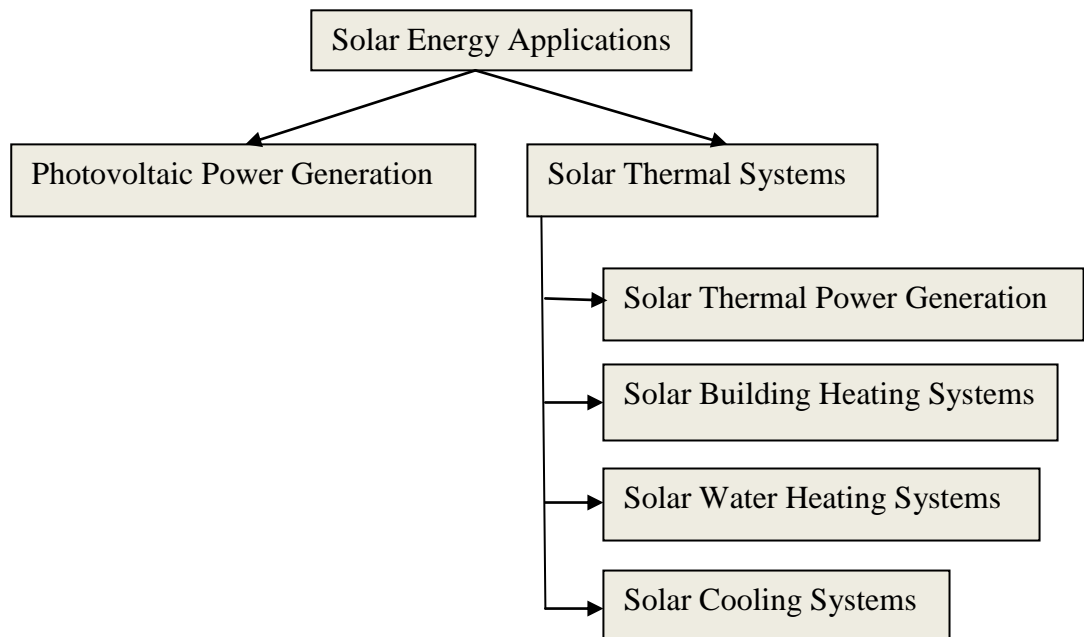 Solar Energy Applications
Photovoltaic Power Generation
Solar Thermal Systems
Solar Thermal Power Generation
Solar Building Heating Systems
Solar Water Heating Systems
Solar Cooling Systems